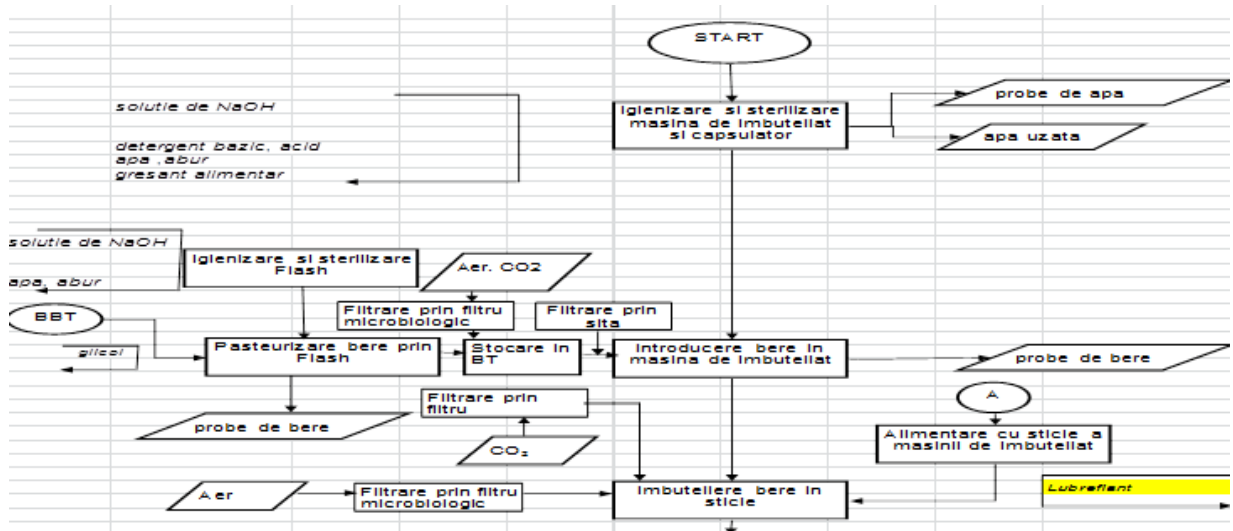 START
solutie de NaOH
detergent bazic, acid
apa ,abur
gresant alimentar
Igienizare si sterilizare
masina de imbuteliat
si capsulator
probe de apa
apa uzata
solutie de NaOH
apa, abur
Igienizare si sterilizare
Flash
Aer. CO2
BBT
Filtrare prin filtru
microbiologic
Filtrare prin
sita
glicol
Pasteurizare bere prin
Flash
Stocare in
BT
Introducere bere in
masina de imbuteliat
probe de bere
probe de bere
Filtrare prin
filtru
CO₂
A
Alimentare cu sticle a
masinii de imbuteliat
Aer
Filtrare prin filtru
microbiologic
Imbuteliere bere in
sticle
Lubrefiant